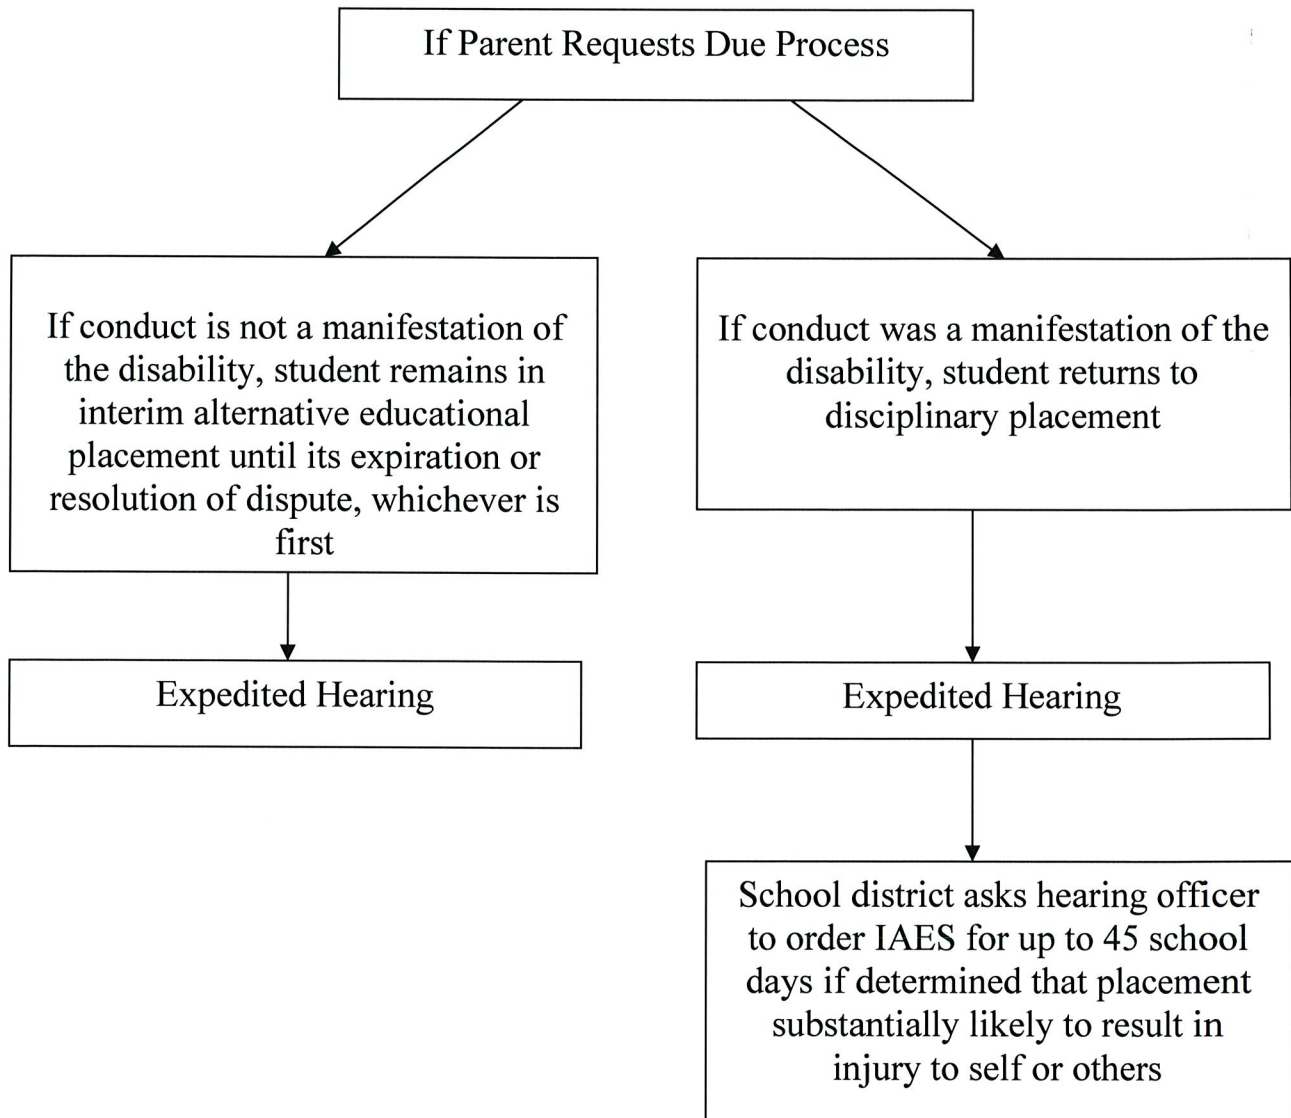 If Parent Requests Due Process
If conduct is not a manifestation of
the disability, student remains in
interim alternative educational
placement until its expiration or
resolution of dispute, whichever is
first
If conduct was a manifestation of the
disability, student returns to
disciplinary placement
Expedited Hearing
Expedited Hearing
School district asks hearing officer
to order IAES for up to 45 school
days if determined that placement
substantially likely to result in
injury to self or others